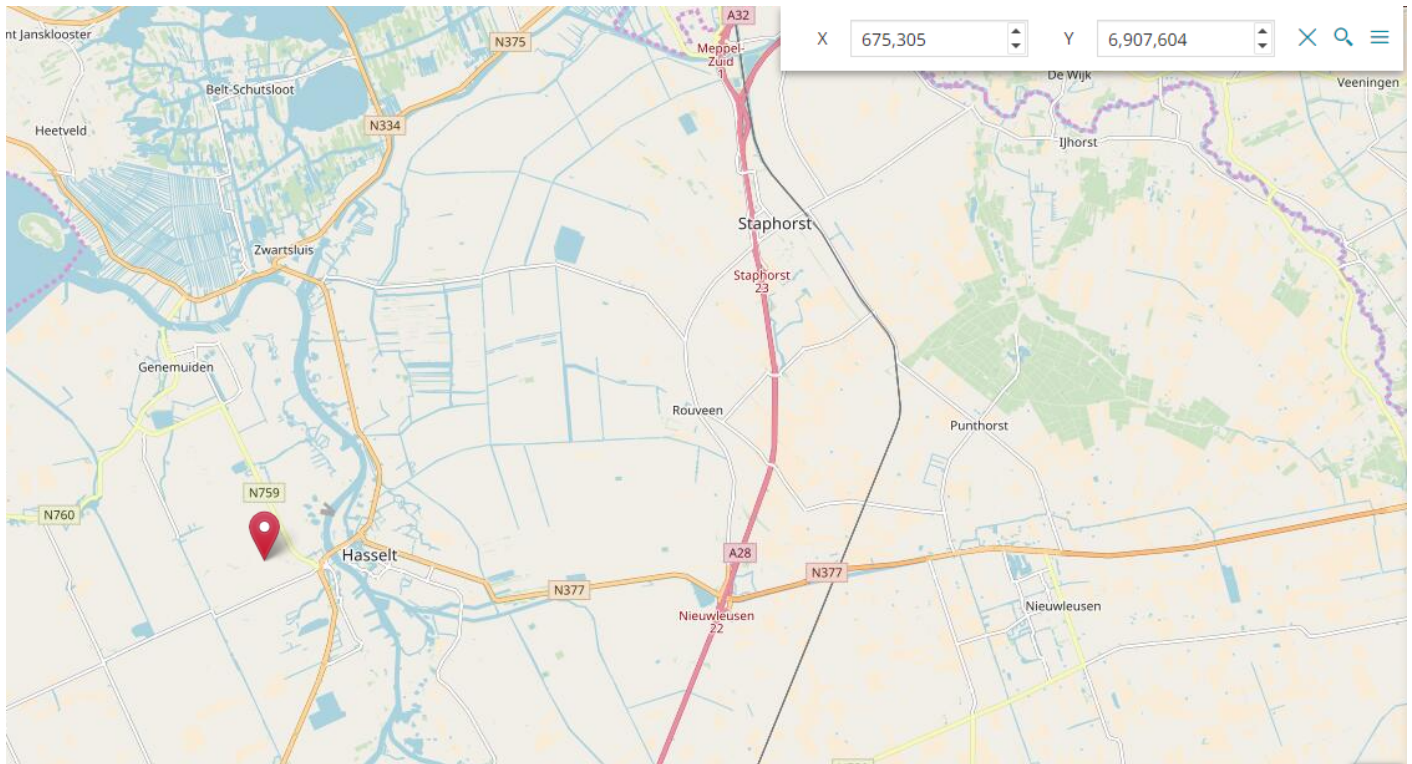 A32
X 675,305 Y 6,907,604
nt Jansklooster
N375
Meppel-
Zuid
1
De Wijk
Veeningen
Belt-Schutsloot
Heetveld
N334
IJhorst
Staphorst
Zwartsluis
Staphorst
23
Genemuiden
Rouveen
Punthorst
N759
N760
Hasselt
A28
N377
N377
Nieuwleusen
22
Nieuwleusen